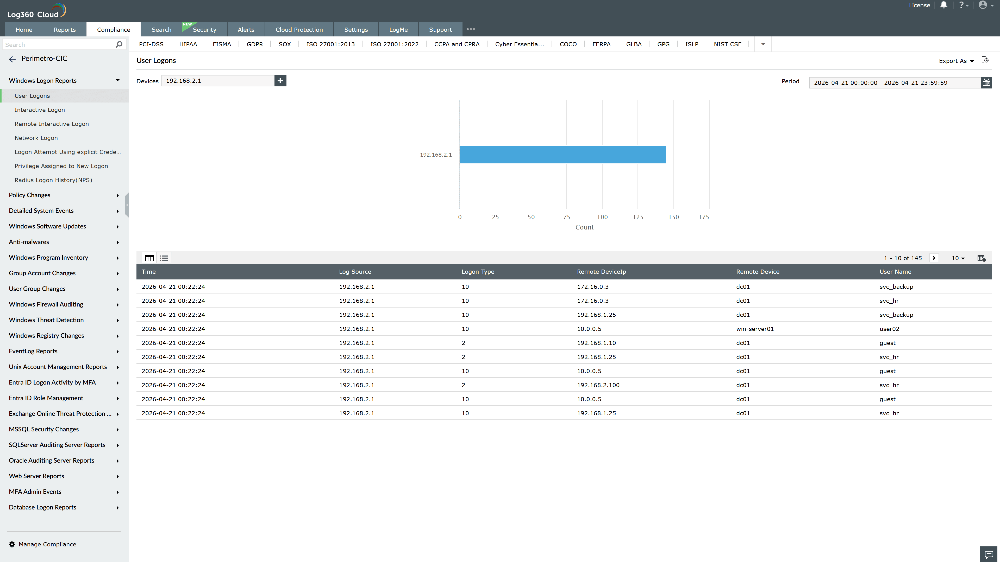 License
?
Log360 Cloud
Home
Reports
Compliance
Search
NEW
Security
Alerts
Cloud Protection
Settings
LogMe
Support
Search
PCI-DSS
HIPAA
FISMA
GDPR
SOX
ISO 27001:2013
ISO 27001:2022
CCPA and CPRA
Cyber Essentia...
COCO
FERPA
GLBA
GPG
ISLP
NIST CSF
Perimetro-CIC
Windows Logon Reports
User Logons
Interactive Logon
Remote Interactive Logon
Network Logon
Logon Attempt Using explicit Crede...
Privilege Assigned to New Logon
Radius Logon History(NPS)
Policy Changes
Detailed System Events
Windows Software Updates
Anti-malwares
Windows Program Inventory
Group Account Changes
User Group Changes
Windows Firewall Auditing
Windows Threat Detection
Windows Registry Changes
EventLog Reports
Unix Account Management Reports
Entra ID Logon Activity by MFA
Entra ID Role Management
Exchange Online Threat Protection ...
MSSQL Security Changes
SQLServer Auditing Server Reports
Oracle Auditing Server Reports
Web Server Reports
MFA Admin Events
Database Logon Reports
Manage Compliance
User Logons
Export As
Devices 192.168.2.1
Period 2026-04-21 00:00:00 - 2026-04-21 23:59:59
192.168.2.1
0 25 50 75 100 125 150 175
Count
1 - 10 of 145 10
Time Log Source Logon Type Remote DeviceIp Remote Device User Name
2026-04-21 00:22:24 192.168.2.1 10 172.16.0.3 dc01 svc_backup
2026-04-21 00:22:24 192.168.2.1 10 172.16.0.3 dc01 svc_hr
2026-04-21 00:22:24 192.168.2.1 10 192.168.1.25 dc01 svc_backup
2026-04-21 00:22:24 192.168.2.1 10 10.0.0.5 win-server01 user02
2026-04-21 00:22:24 192.168.2.1 2 192.168.1.10 dc01 guest
2026-04-21 00:22:24 192.168.2.1 2 192.168.1.25 dc01 svc_hr
2026-04-21 00:22:24 192.168.2.1 10 10.0.0.5 dc01 guest
2026-04-21 00:22:24 192.168.2.1 2 192.168.2.100 dc01 svc_hr
2026-04-21 00:22:24 192.168.2.1 10 10.0.0.5 dc01 guest
2026-04-21 00:22:24 192.168.2.1 10 192.168.1.25 dc01 svc_hr